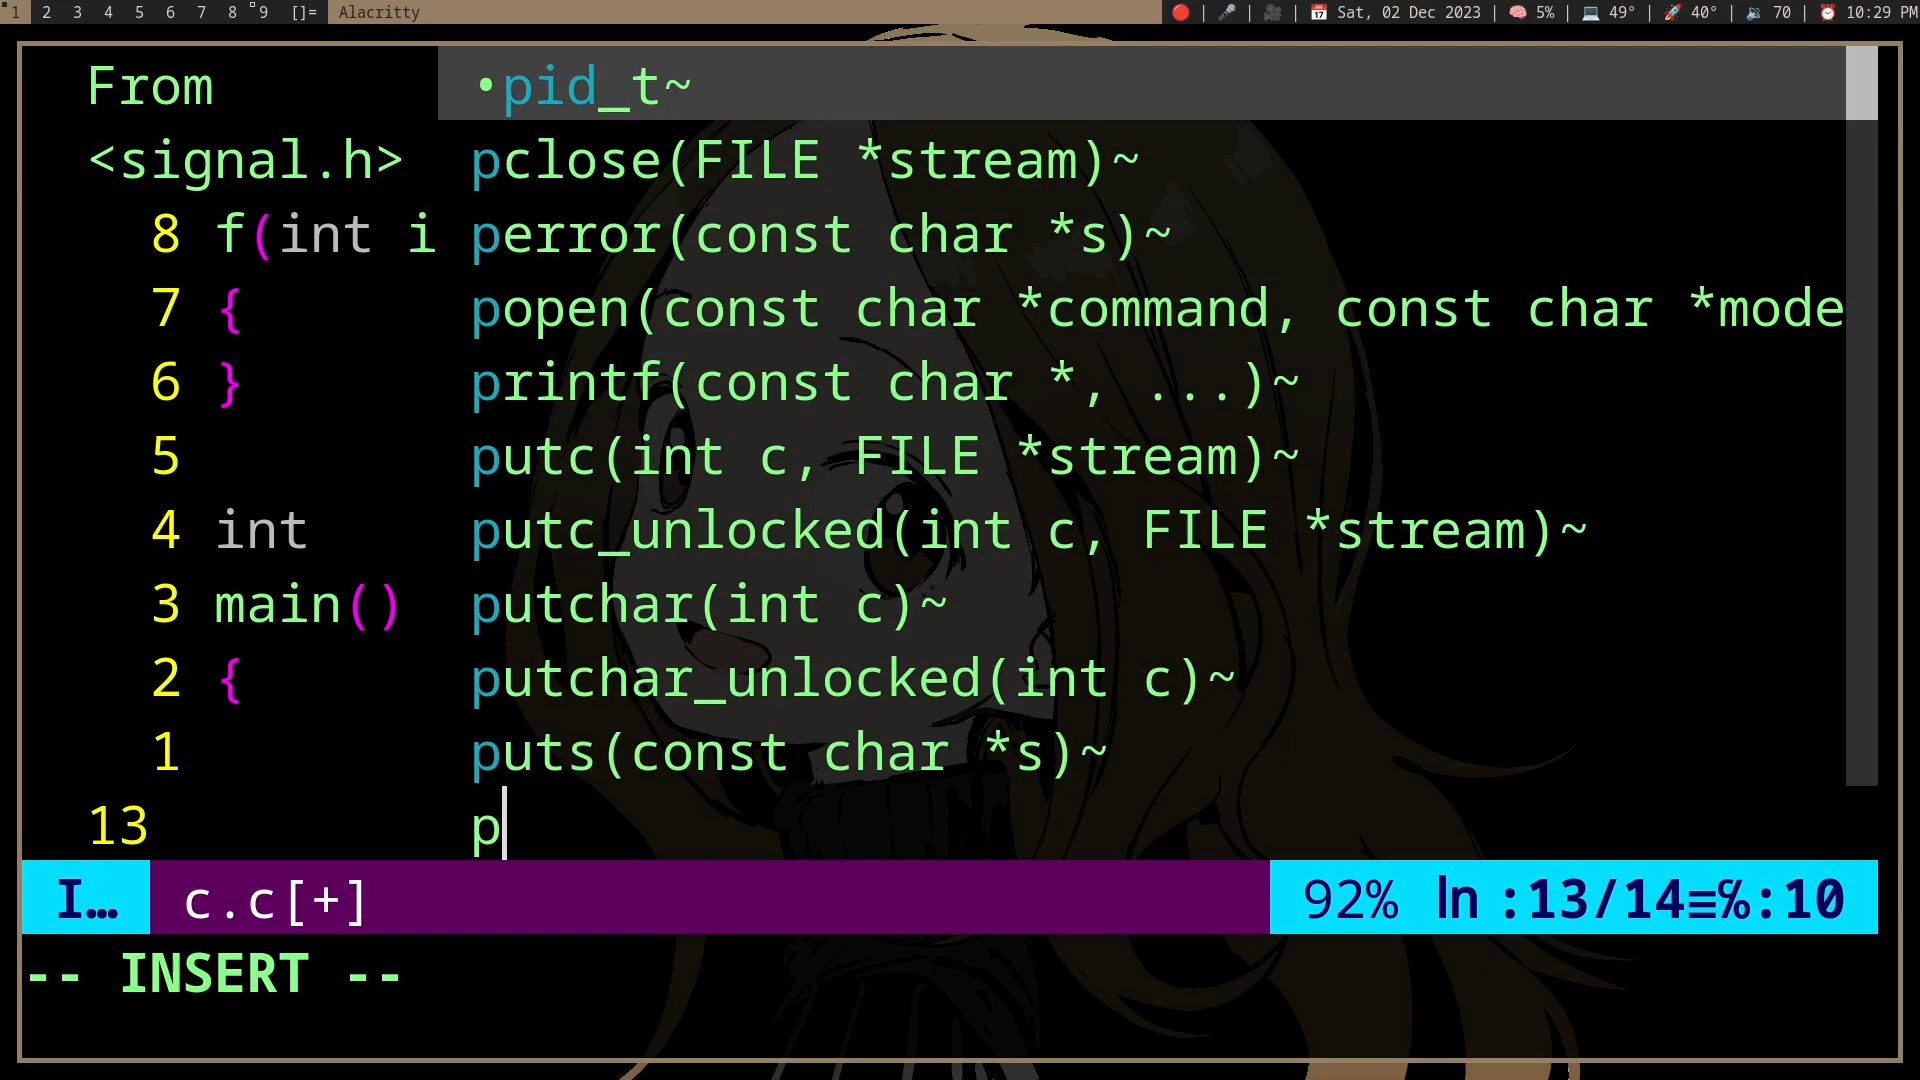 1 2 3 4 5 6 7 8 9 []= Alacritty | | | Sat, 02 Dec 2023 | 5% | 49° | 40° | 70 | 10:29 PM
From •pid_t~
<signal.h> pclose(FILE *stream)~
8 f(int i perror(const char *s)~
7 { popen(const char *command, const char *mode
6 } printf(const char *, ...)~
5 putc(int c, FILE *stream)~
4 int putc_unlocked(int c, FILE *stream)~
3 main() putchar(int c)~
2 { putchar_unlocked(int c)~
1 puts(const char *s)~
13 p
I… c.c[+] 92% ln :13/14≡℅:10
-- INSERT --